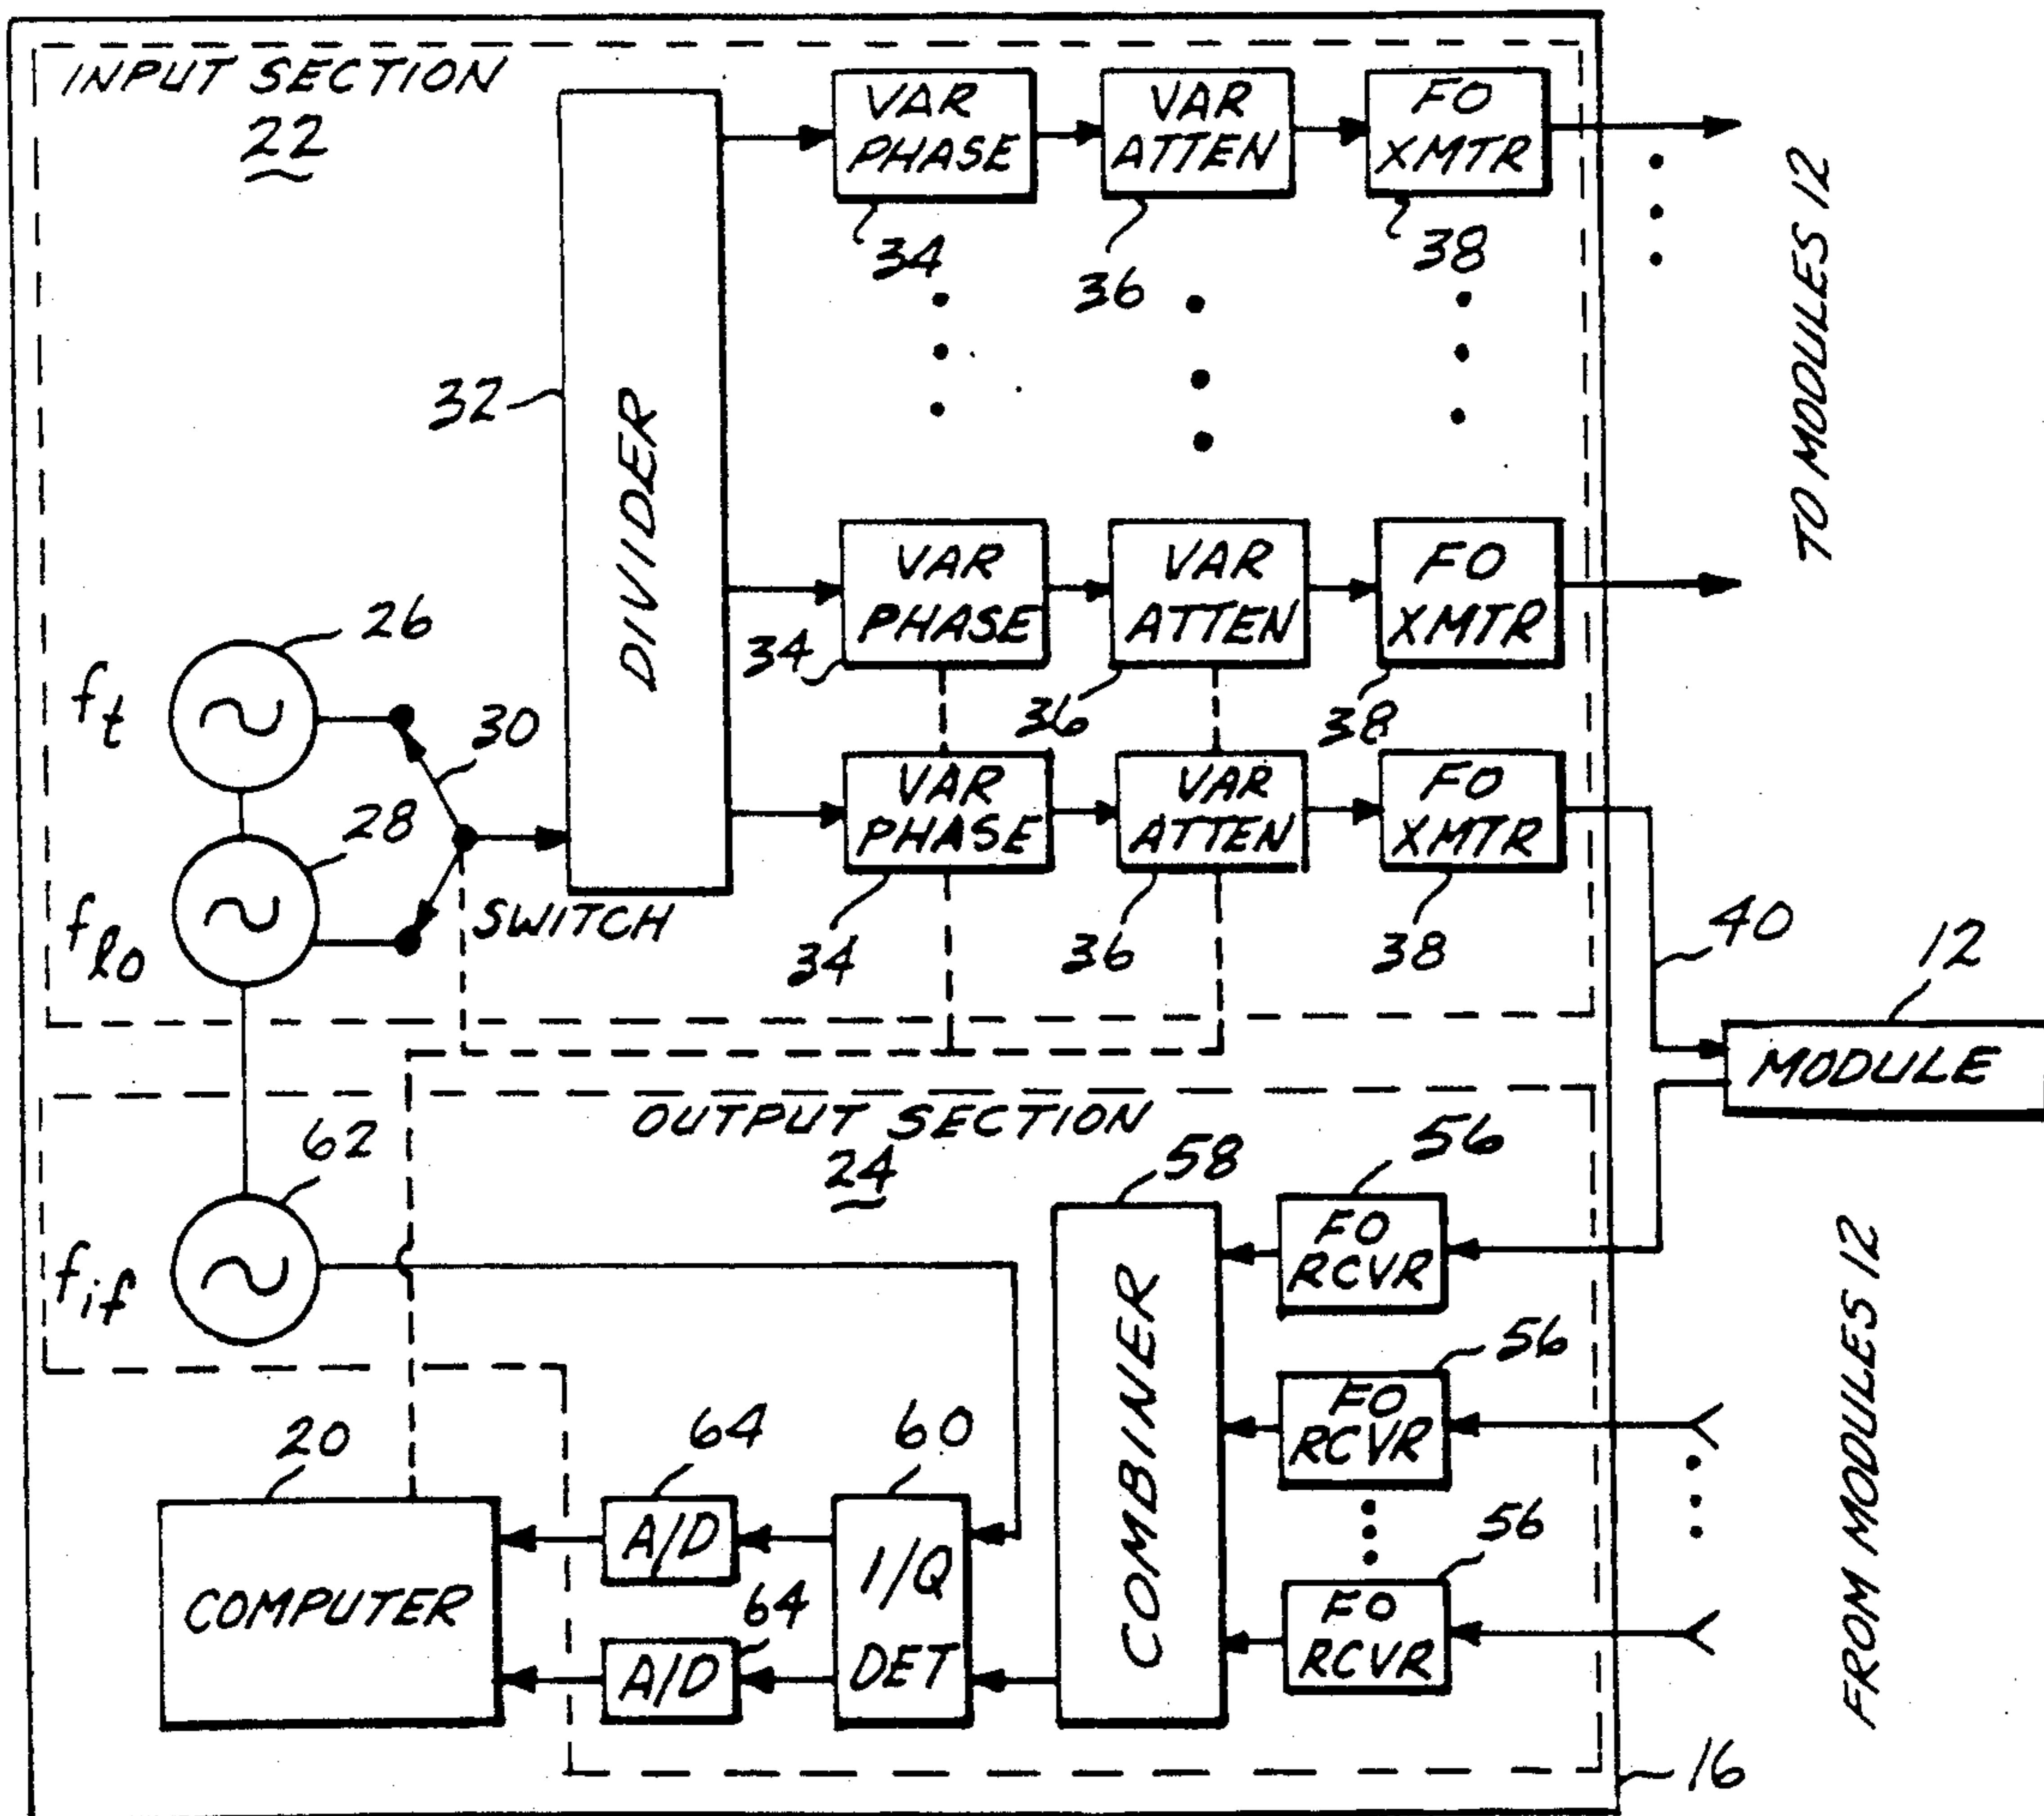 INPUT SECTION
22
VAR
PHASE
34
VAR
ATTEN
36
FO
XMTR
38
TO MODULES 12
32
DIVIDER
VAR
PHASE
34
VAR
ATTEN
36
FO
XMTR
38
26
ft
30
28
flo
SWITCH
VAR
PHASE
34
VAR
ATTEN
36
FO
XMTR
38
40
12
MODULE
OUTPUT SECTION
24
62
fif
58
COMBINER
56
FO
RCVR
56
FO
RCVR
56
FO
RCVR
FROM MODULES 12
20
COMPUTER
64
A/D
64
A/D
60
I/Q
DET
16